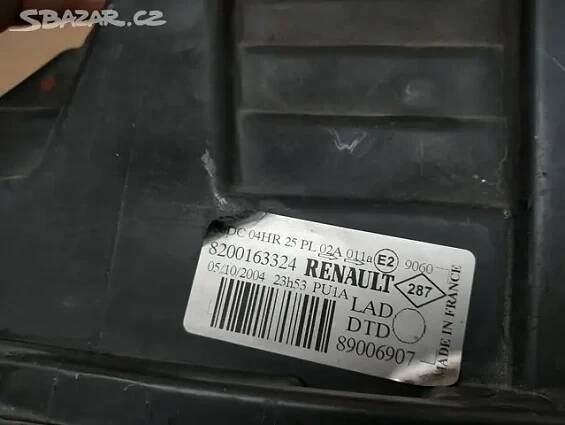 SBAZAR.CZ
DC 04HR 25 PL 02A 011a E2 9060
8200163324 RENAULT 287
05/10/2004 23h53 PU1A
LAD
DTD
89006907
MADE IN FRANCE